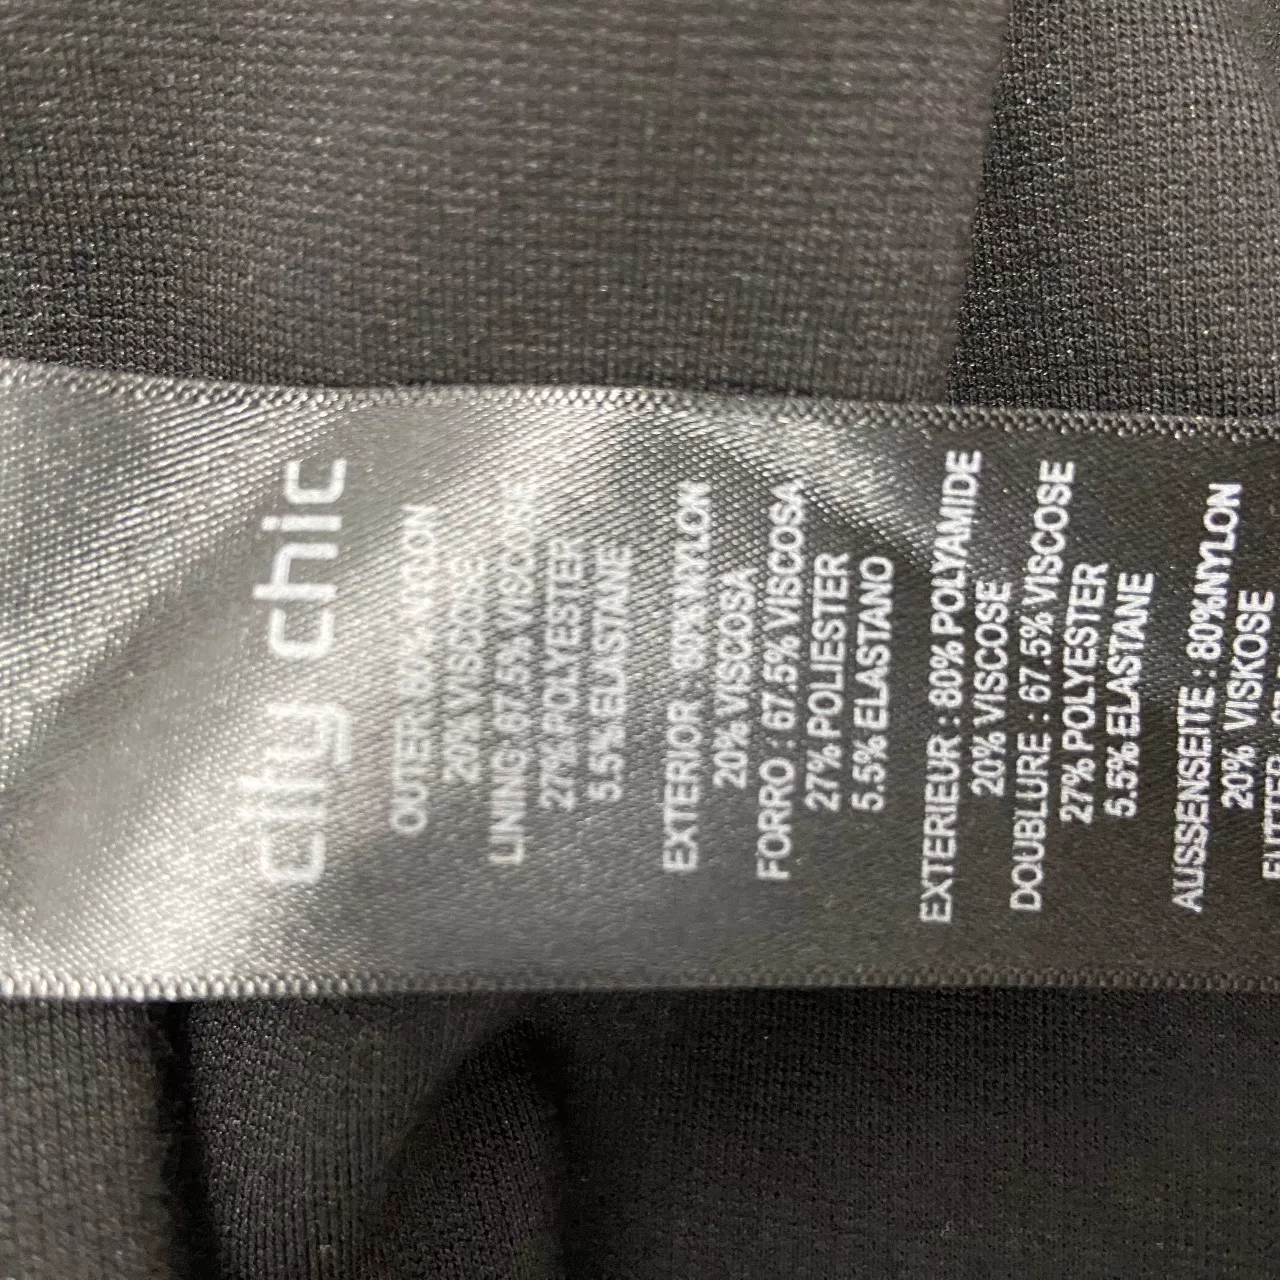 city chic
OUTER: 80% NYLON
20% VISCOSE
LINING: 67.5% VISCOSE
27% POLYESTER
5.5% ELASTANE
EXTERIOR : 80% NYLON
20% VISCOSA
FORRO : 67.5% VISCOSA
27% POLIESTER
5.5% ELASTANO
EXTERIEUR : 80% POLYAMIDE
20% VISCOSE
DOUBLURE : 67.5% VISCOSE
27% POLYESTER
5.5% ELASTANE
AUSSENSEITE : 80%NYLON
20% VISKOSE